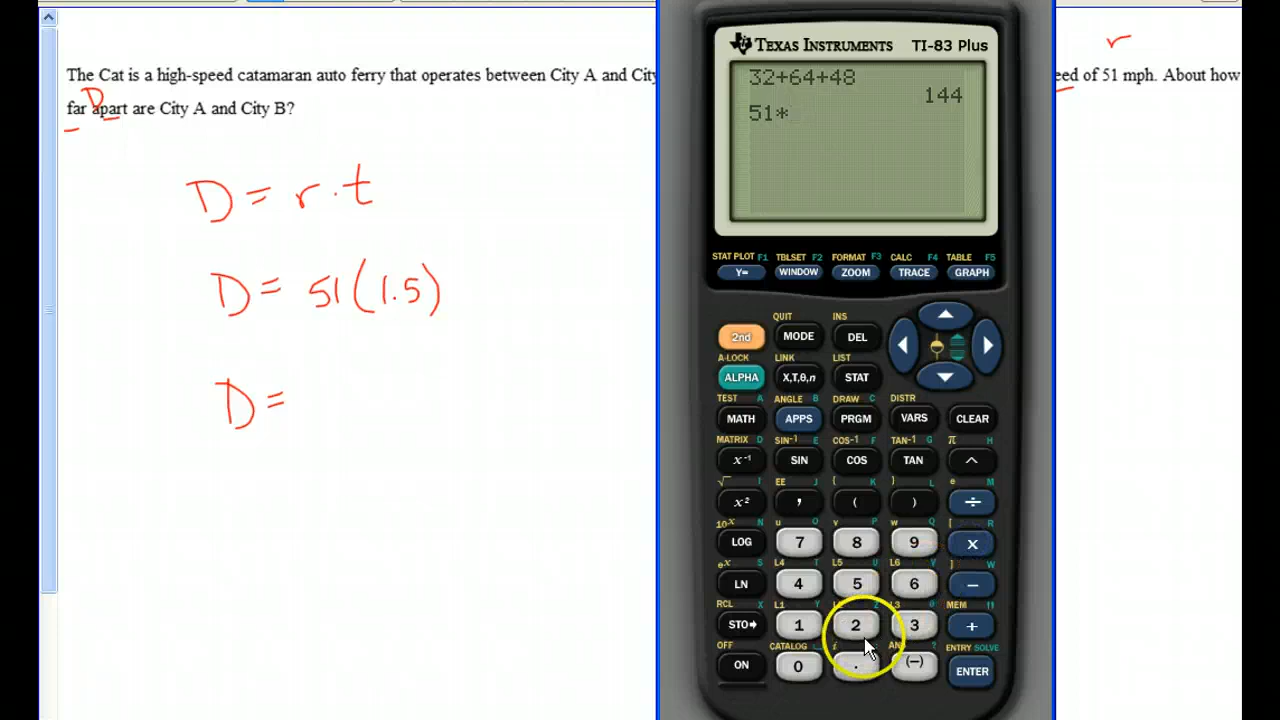 r
The Cat is a high-speed catamaran auto ferry that operates between City A and City eed of 51 mph. About how
D
far apart are City A and City B?
D = r · t
D = 51(1.5)
D =
TEXAS INSTRUMENTS TI-83 Plus
32+64+48
144
51*
STAT PLOT F1 TBLSET F2 FORMAT F3 CALC F4 TABLE F5
Y= WINDOW ZOOM TRACE GRAPH
QUIT INS
2nd MODE DEL
A-LOCK LINK LIST
ALPHA X,T,θ,n STAT
TEST A ANGLE B DRAW C DISTR
MATH APPS PRGM VARS CLEAR
MATRIX D SIN⁻¹ E COS⁻¹ F TAN⁻¹ G π H
x⁻¹ SIN COS TAN ^
√ I EE J { K } L e M
x² , ( ) ÷
10ˣ N u O v P w Q [ R
LOG 7 8 9 x
eˣ S L4 T L5 U L6 V ] W
LN 4 5 6 −
RCL X L1 Y Z L3 θ MEM "
STO▸ 1 2 3 +
OFF CATALOG i AN ? ENTRY SOLVE
ON 0 . (−) ENTER